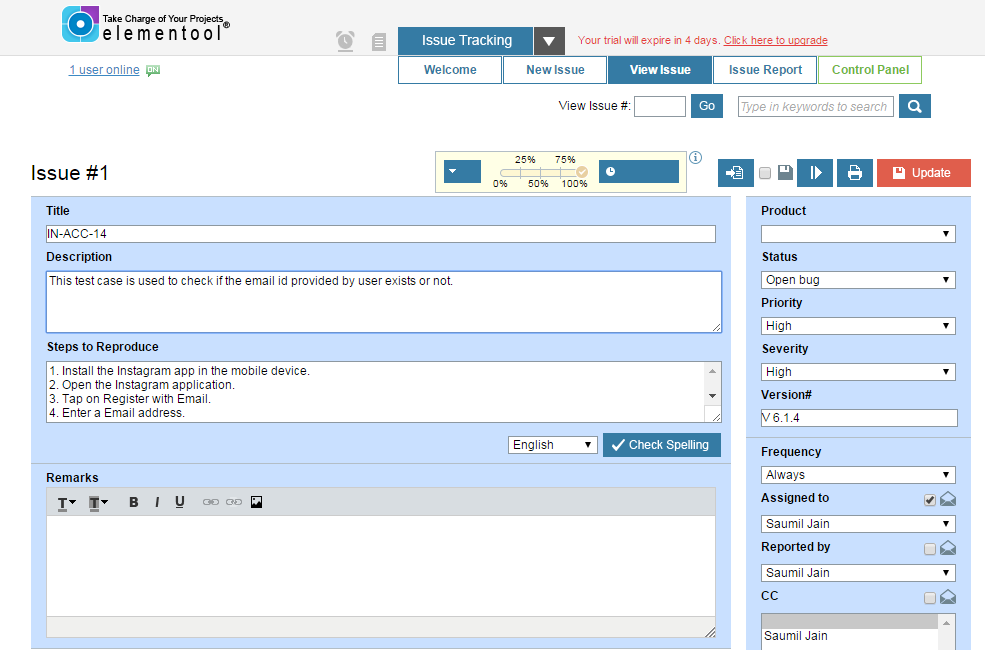 Take Charge of Your Projects
elementool®
Issue Tracking
Your trial will expire in 4 days. Click here to upgrade
1 user online ON
Welcome
New Issue
View Issue
Issue Report
Control Panel
View Issue #:
Go
Type in keywords to search
Issue #1
25% 75%
0% 50% 100%
Update
Title
IN-ACC-14
Description
This test case is used to check if the email id provided by user exists or not.
Steps to Reproduce
1. Install the Instagram app in the mobile device.
2. Open the Instagram application.
3. Tap on Register with Email.
4. Enter a Email address.
English
Check Spelling
Remarks
T T B I U
Product
Status
Open bug
Priority
High
Severity
High
Version#
V 6.1.4
Frequency
Always
Assigned to
Saumil Jain
Reported by
Saumil Jain
CC
Saumil Jain